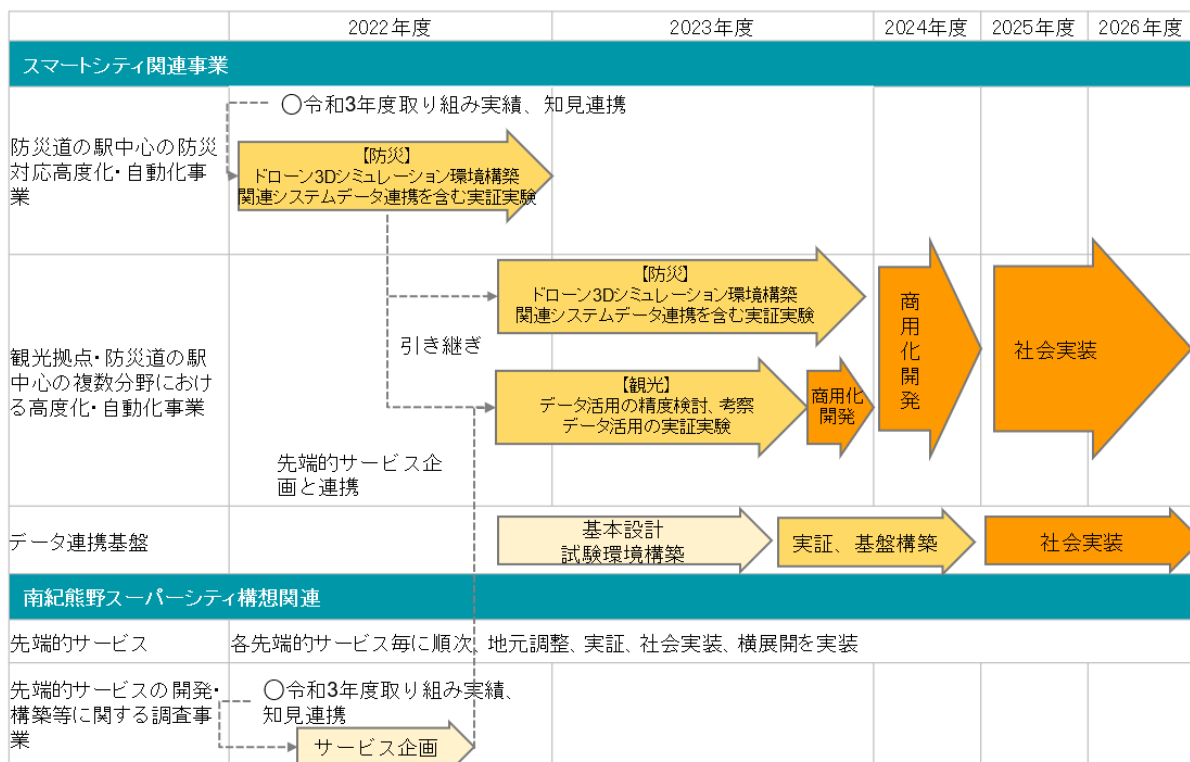 2022年度
2023年度
2024年度
2025年度
2026年度
スマートシティ関連事業
防災道の駅中心の防災
対応高度化・自動化事
業
〇令和3年度取り組み実績、知見連携
【防災】
ドローン3Dシミュレーション環境構築
関連システムデータ連携を含む実証実験
観光拠点・防災道の駅
中心の複数分野におけ
る高度化・自動化事業
【防災】
ドローン3Dシミュレーション環境構築
関連システムデータ連携を含む実証実験
引き継ぎ
【観光】
データ活用の精度検討、考察
データ活用の実証実験
商用化
開発
商用化開発
社会実装
先端的サービス企
画と連携
データ連携基盤
基本設計
試験環境構築
実証、基盤構築
社会実装
南紀熊野スーパーシティ構想関連
先端的サービス
各先端的サービス毎に順次、地元調整、実証、社会実装、横展開を実装
先端的サービスの開発・
構築等に関する調査事
業
〇令和3年度取り組み実績、
知見連携
サービス企画